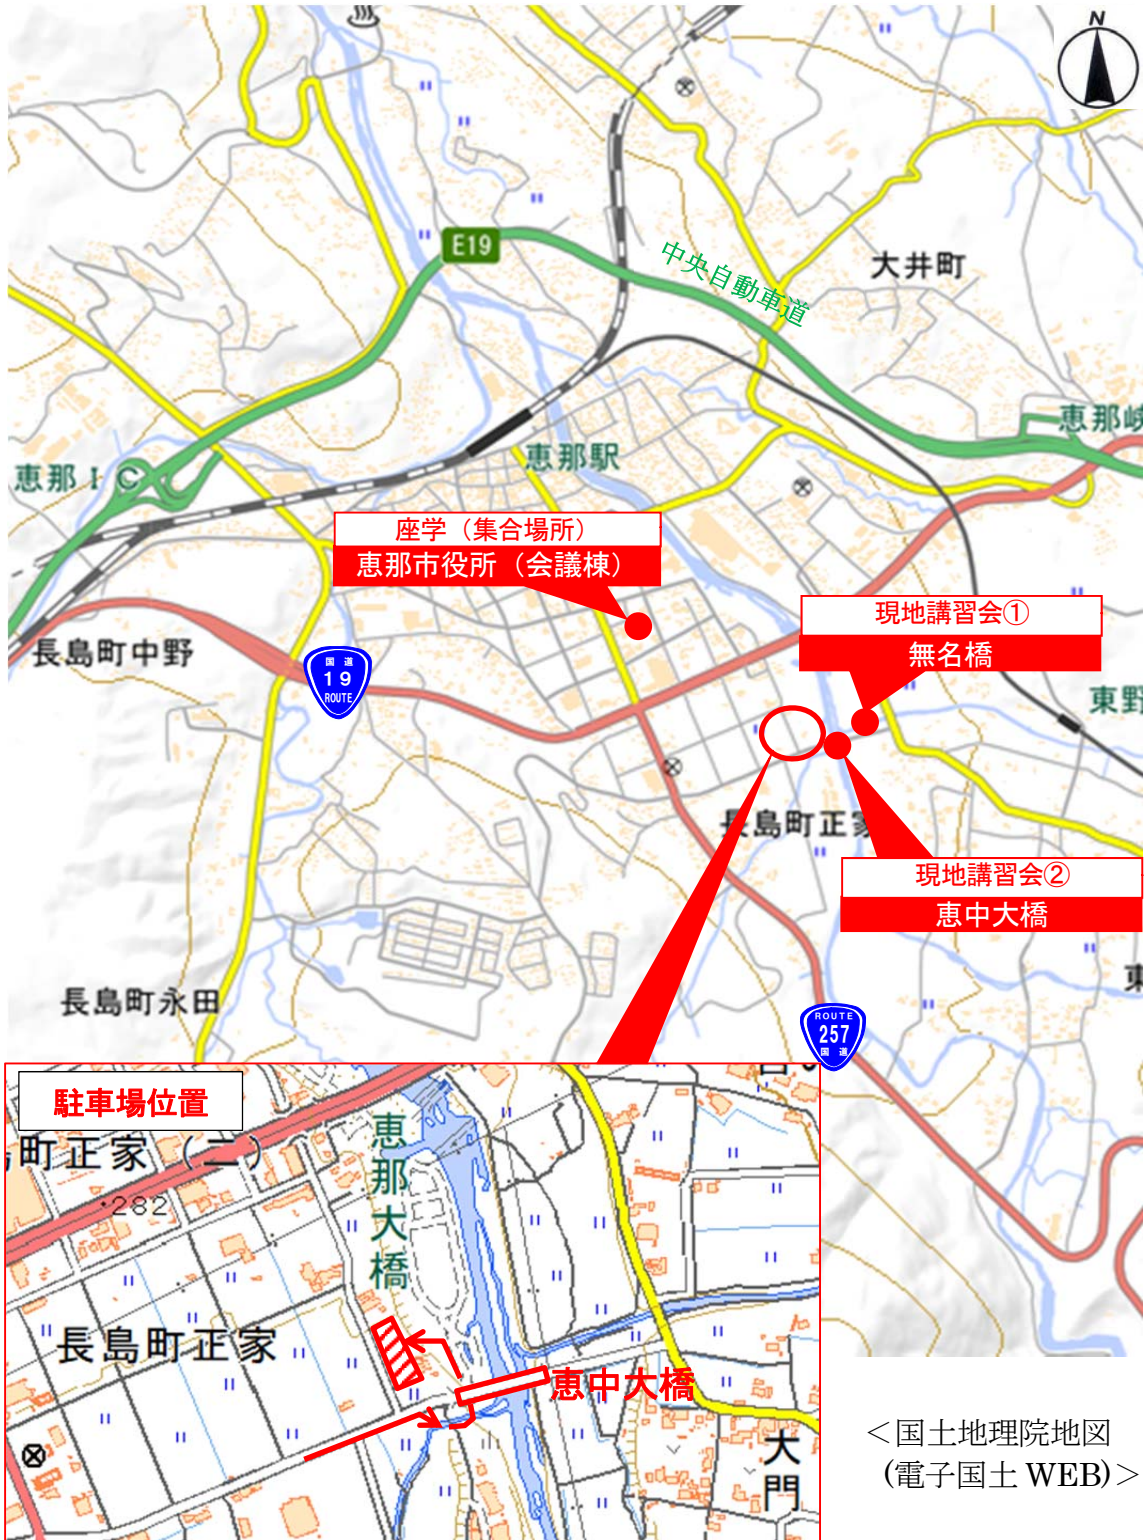 N
E19
中央自動車道
大井町
恵那峡
恵那駅
恵那IC
座学（集合場所）
恵那市役所（会議棟）
現地講習会①
無名橋
長島町中野
国道
19
ROUTE
東野
長島町正家
現地講習会②
恵中大橋
長島町永田
ROUTE
257
国道
駐車場位置
町正家（二）
・282
恵那大橋
長島町正家
恵中大橋
大門
＜国土地理院地図
(電子国土 WEB)＞